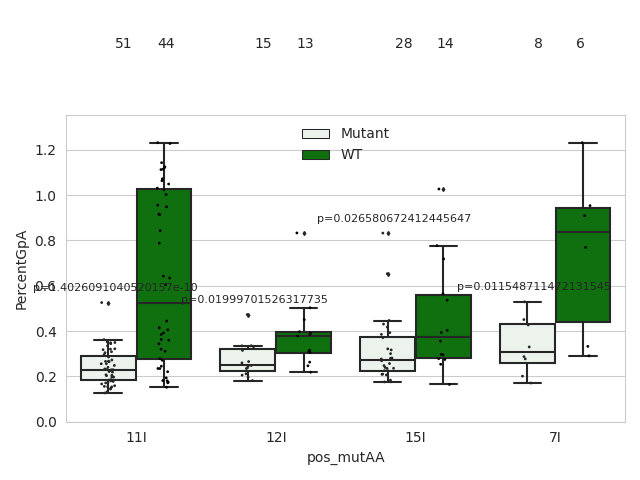 51 44 15 13 28 14 8 6
Mutant
WT
PercentGpA
1.2
1.0
0.8
0.6
0.4
0.2
0.0
p=0.026580672412445647
p=0.011548711472131545
p=1.4026091040520157e-10
p=0.01999701526317735
11I 12I 15I 7I
pos_mutAA